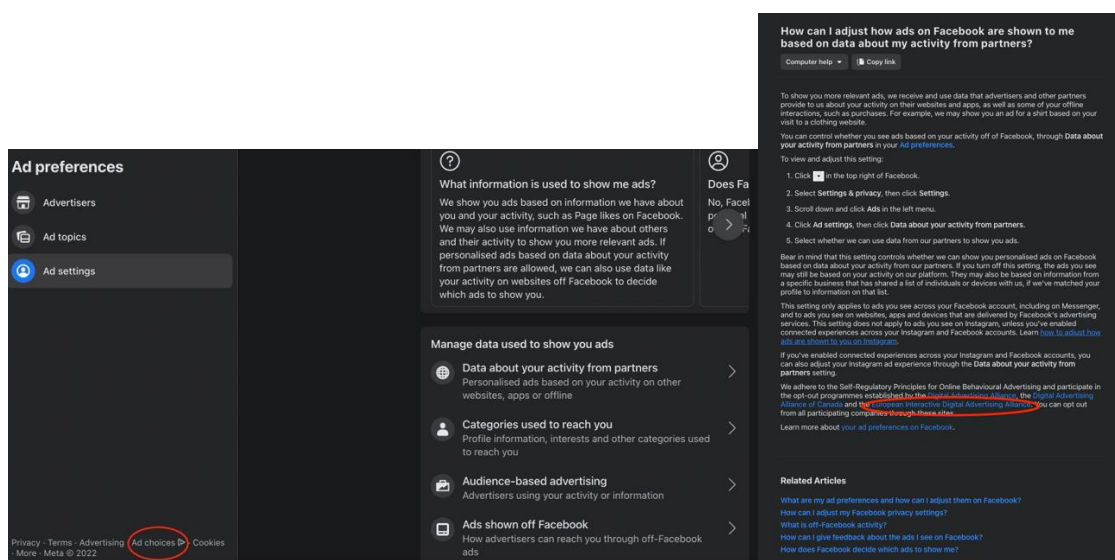 Ad preferences
Advertisers
Ad topics
Ad settings
Privacy · Terms · Advertising · Ad choices · Cookies
· More · Meta © 2022
What information is used to show me ads?
We show you ads based on information we have about
you and your activity, such as Page likes on Facebook.
We may also use information we have about others
and their activity to show you more relevant ads. If
personalised ads based on data about your activity
from partners are allowed, we can also use data like
your activity on websites off Facebook to decide
which ads to show you.
Does Fa
No, Facel
Manage data used to show you ads
Data about your activity from partners
Personalised ads based on your activity on other
websites, apps or offline
Categories used to reach you
Profile information, interests and other categories used
to reach you
Audience-based advertising
Advertisers using your activity or information
Ads shown off Facebook
How advertisers can reach you through off-Facebook
ads
How can I adjust how ads on Facebook are shown to me
based on data about my activity from partners?
Computer help Copy link
To show you more relevant ads, we receive and use data that advertisers and other partners
provide to us about your activity on their websites and apps, as well as some of your offline
interactions, such as purchases. For example, we may show you an ad for a shirt based on your
visit to a clothing website.
You can control whether you see ads based on your activity off of Facebook, through Data about
your activity from partners in your Ad preferences.
To view and adjust this setting:
1. Click in the top right of Facebook.
2. Select Settings & privacy, then click Settings.
3. Scroll down and click Ads in the left menu.
4. Click Ad settings, then click Data about your activity from partners.
5. Select whether we can use data from our partners to show you ads.
Bear in mind that this setting controls whether we can show you personalised ads on Facebook
based on data about your activity from our partners. If you turn off this setting, the ads you see
may still be based on your activity on our platform. They may also be based on information from
a specific business that has shared a list of individuals or devices with us, if we've matched your
profile to information on that list.
This setting only applies to ads you see across your Facebook account, including on Messenger,
and to ads you see on websites, apps and devices that are delivered by Facebook's advertising
services. This setting does not apply to ads you see on Instagram, unless you've enabled
connected experiences across your Instagram and Facebook accounts. Learn how to adjust how
ads are shown to you on Instagram.
If you've enabled connected experiences across your Instagram and Facebook accounts, you
can also adjust your Instagram ad experience through the Data about your activity from
partners setting.
We adhere to the Self-Regulatory Principles for Online Behavioural Advertising and participate in
the opt-out programmes established by the Digital Advertising Alliance, the Digital Advertising
Alliance of Canada and the European Interactive Digital Advertising Alliance. You can opt out
from all participating companies through these sites.
Learn more about your ad preferences on Facebook.
Related Articles
What are my ad preferences and how can I adjust them on Facebook?
How can I adjust my Facebook privacy settings?
What is off-Facebook activity?
How can I give feedback about the ads I see on Facebook?
How does Facebook decide which ads to show me?